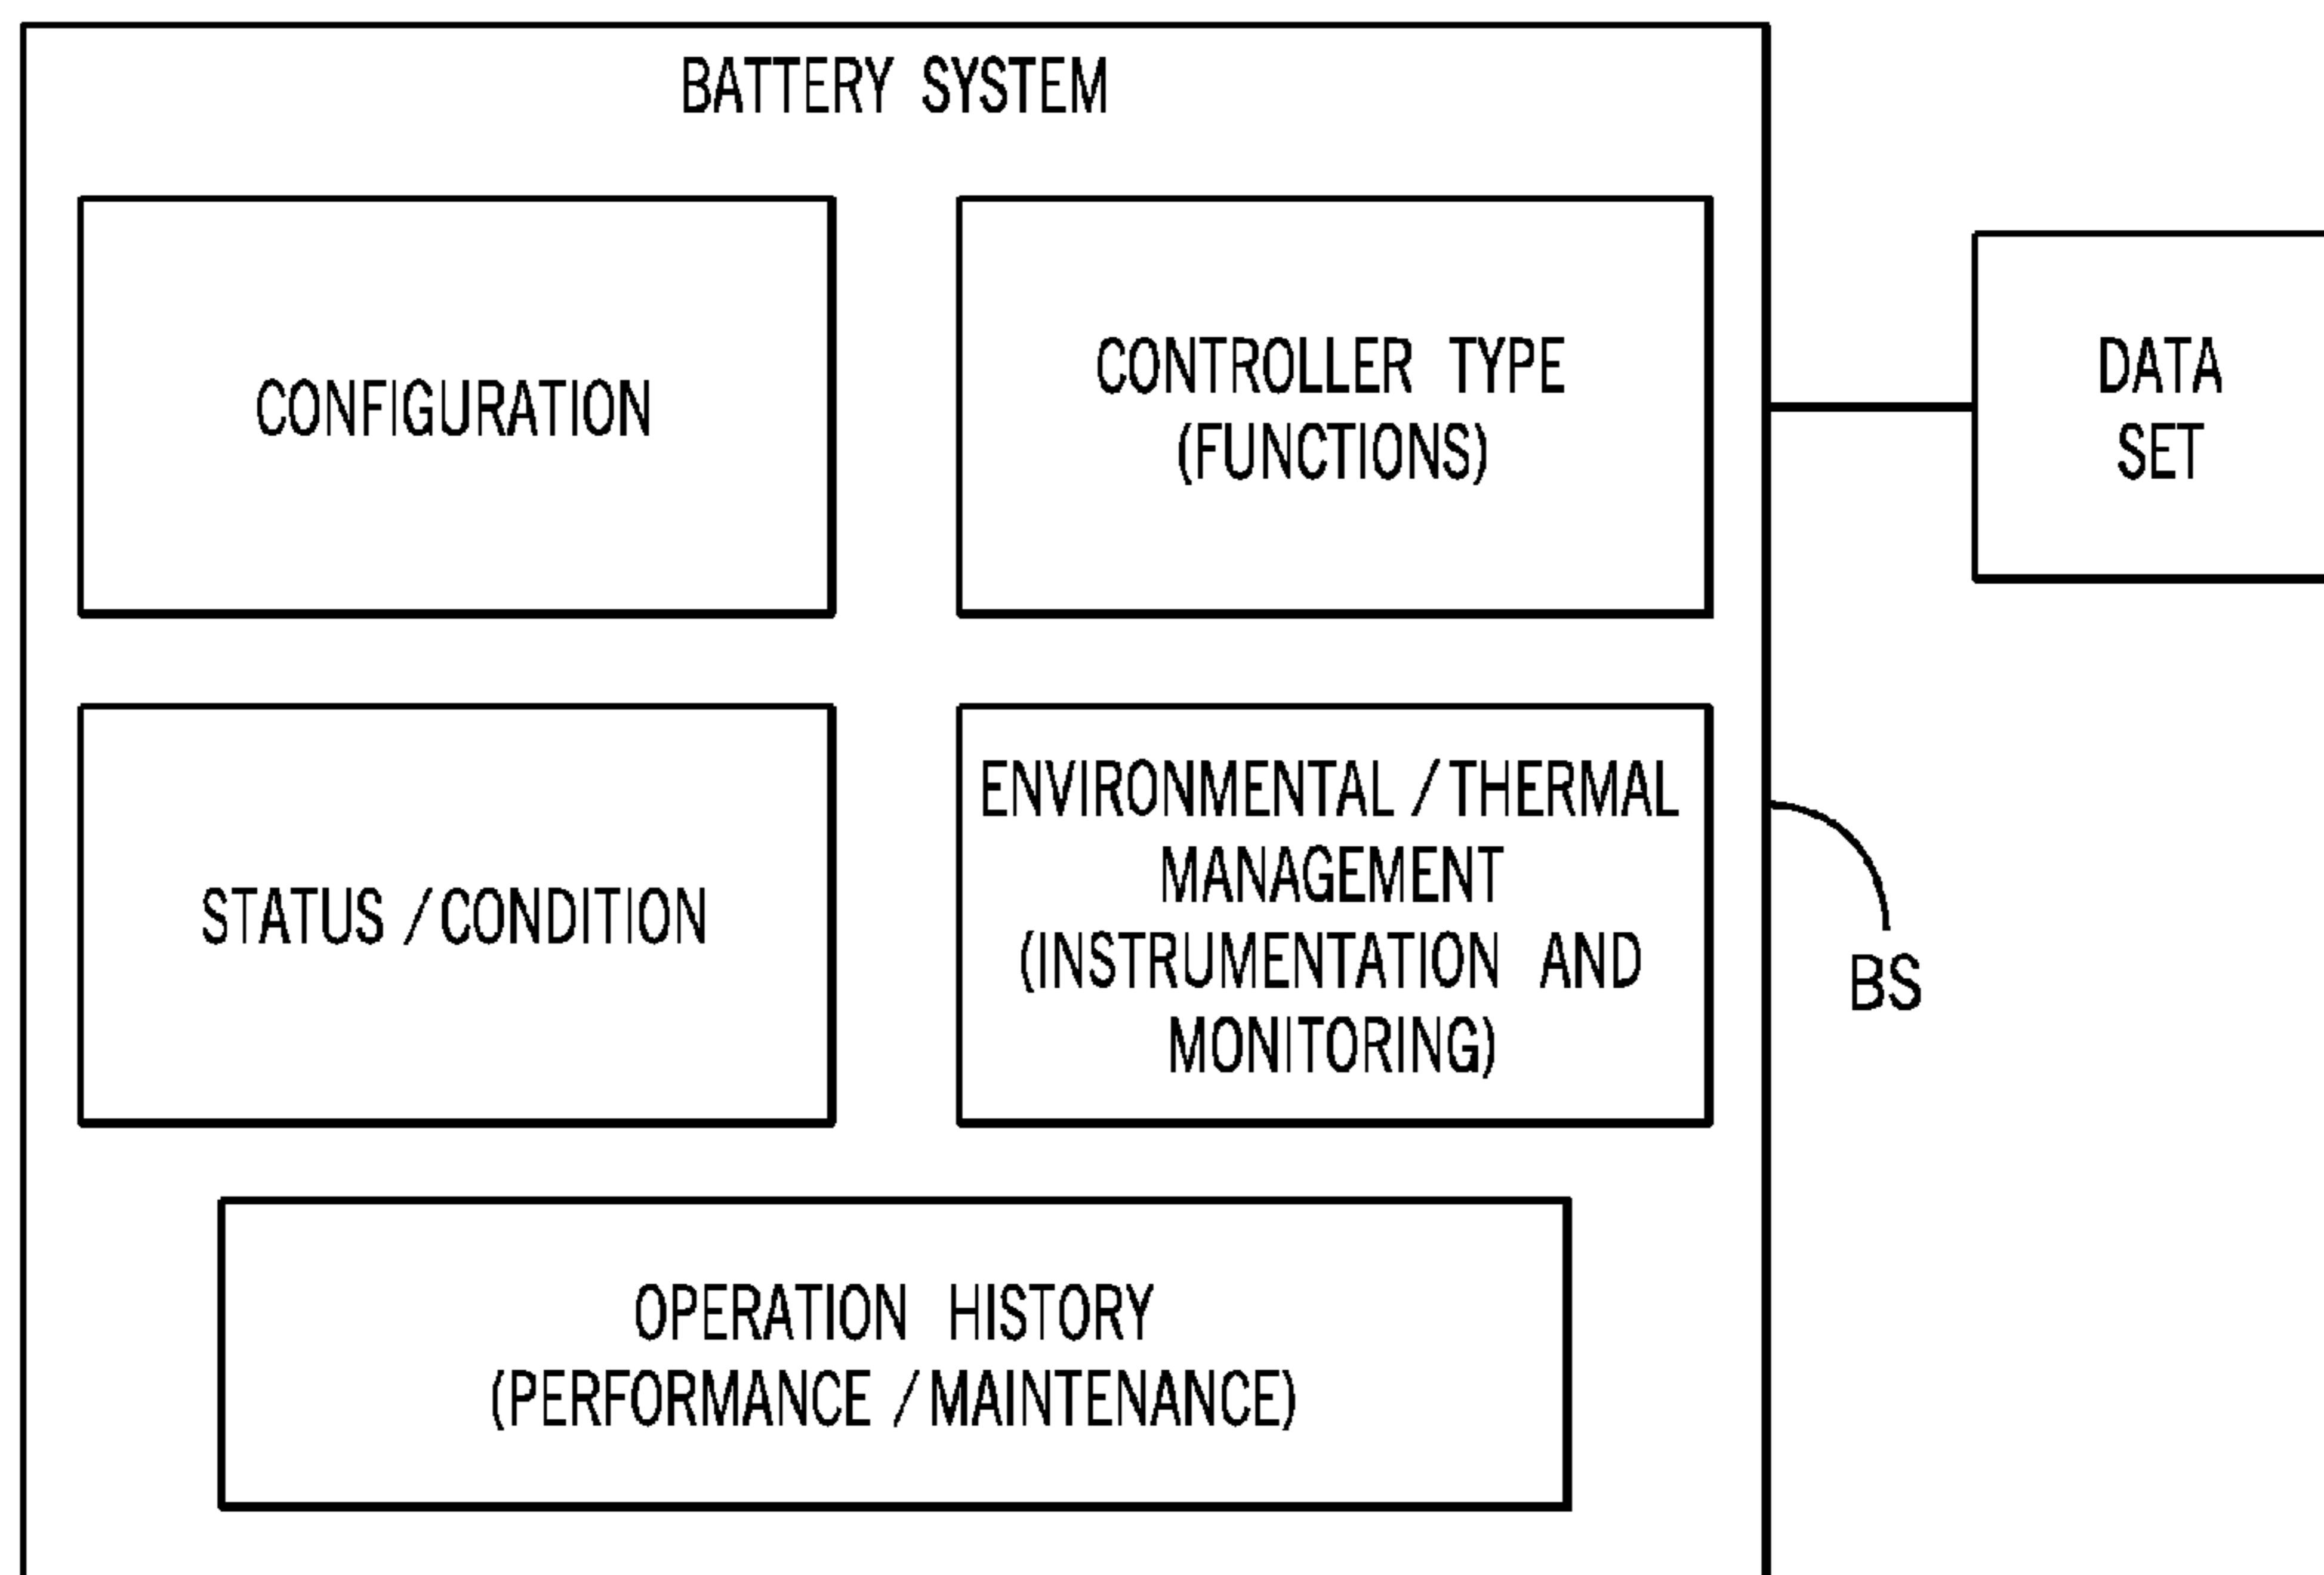 BATTERY SYSTEM
CONFIGURATION
CONTROLLER TYPE
(FUNCTIONS)
DATA
SET
STATUS / CONDITION
ENVIRONMENTAL / THERMAL
MANAGEMENT
(INSTRUMENTATION AND
MONITORING)
BS
OPERATION HISTORY
(PERFORMANCE / MAINTENANCE)